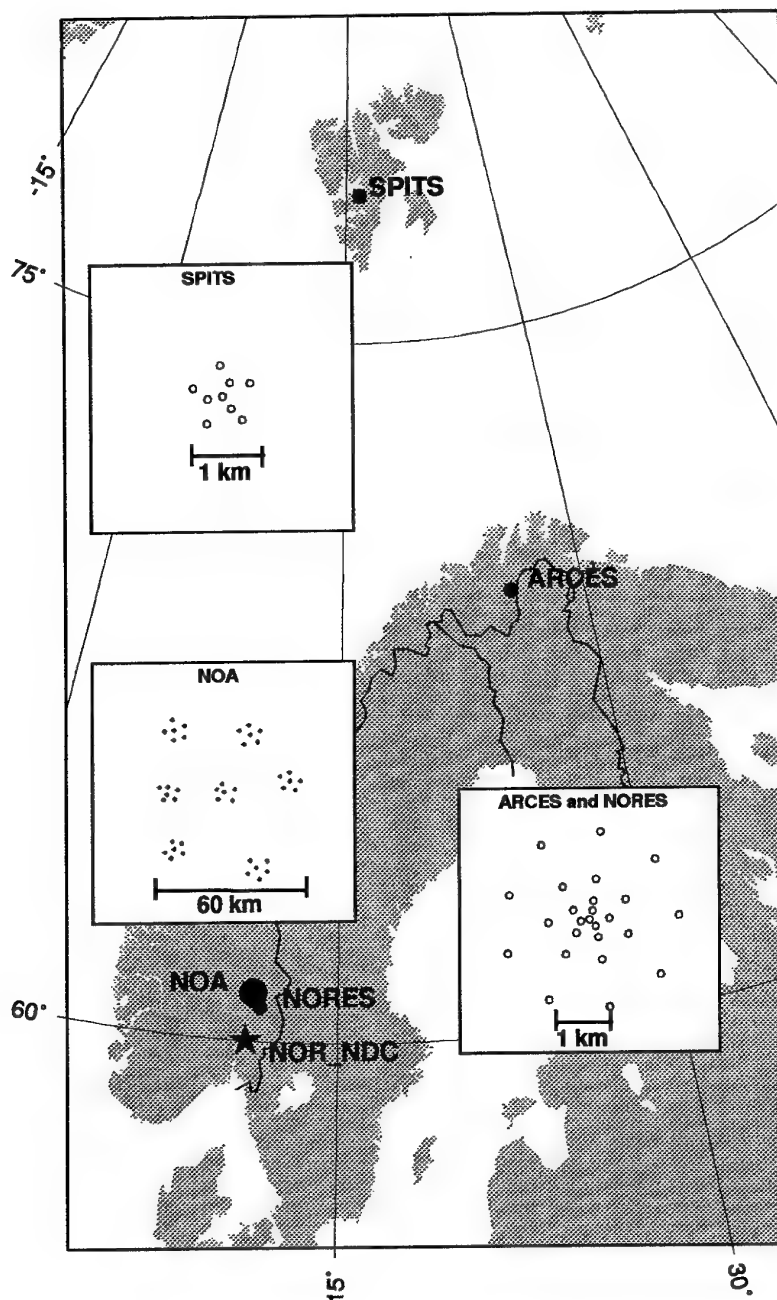 -15°
75°
SPITS
SPITS
1 km
ARCES
NOA
60 km
ARCES and NORES
1 km
NOA
NORES
60°
NOR_NDC
15°
30°